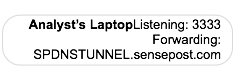 Analyst's LaptopListening: 3333
Forwarding:
SPDNSTUNNEL.sensepost.com